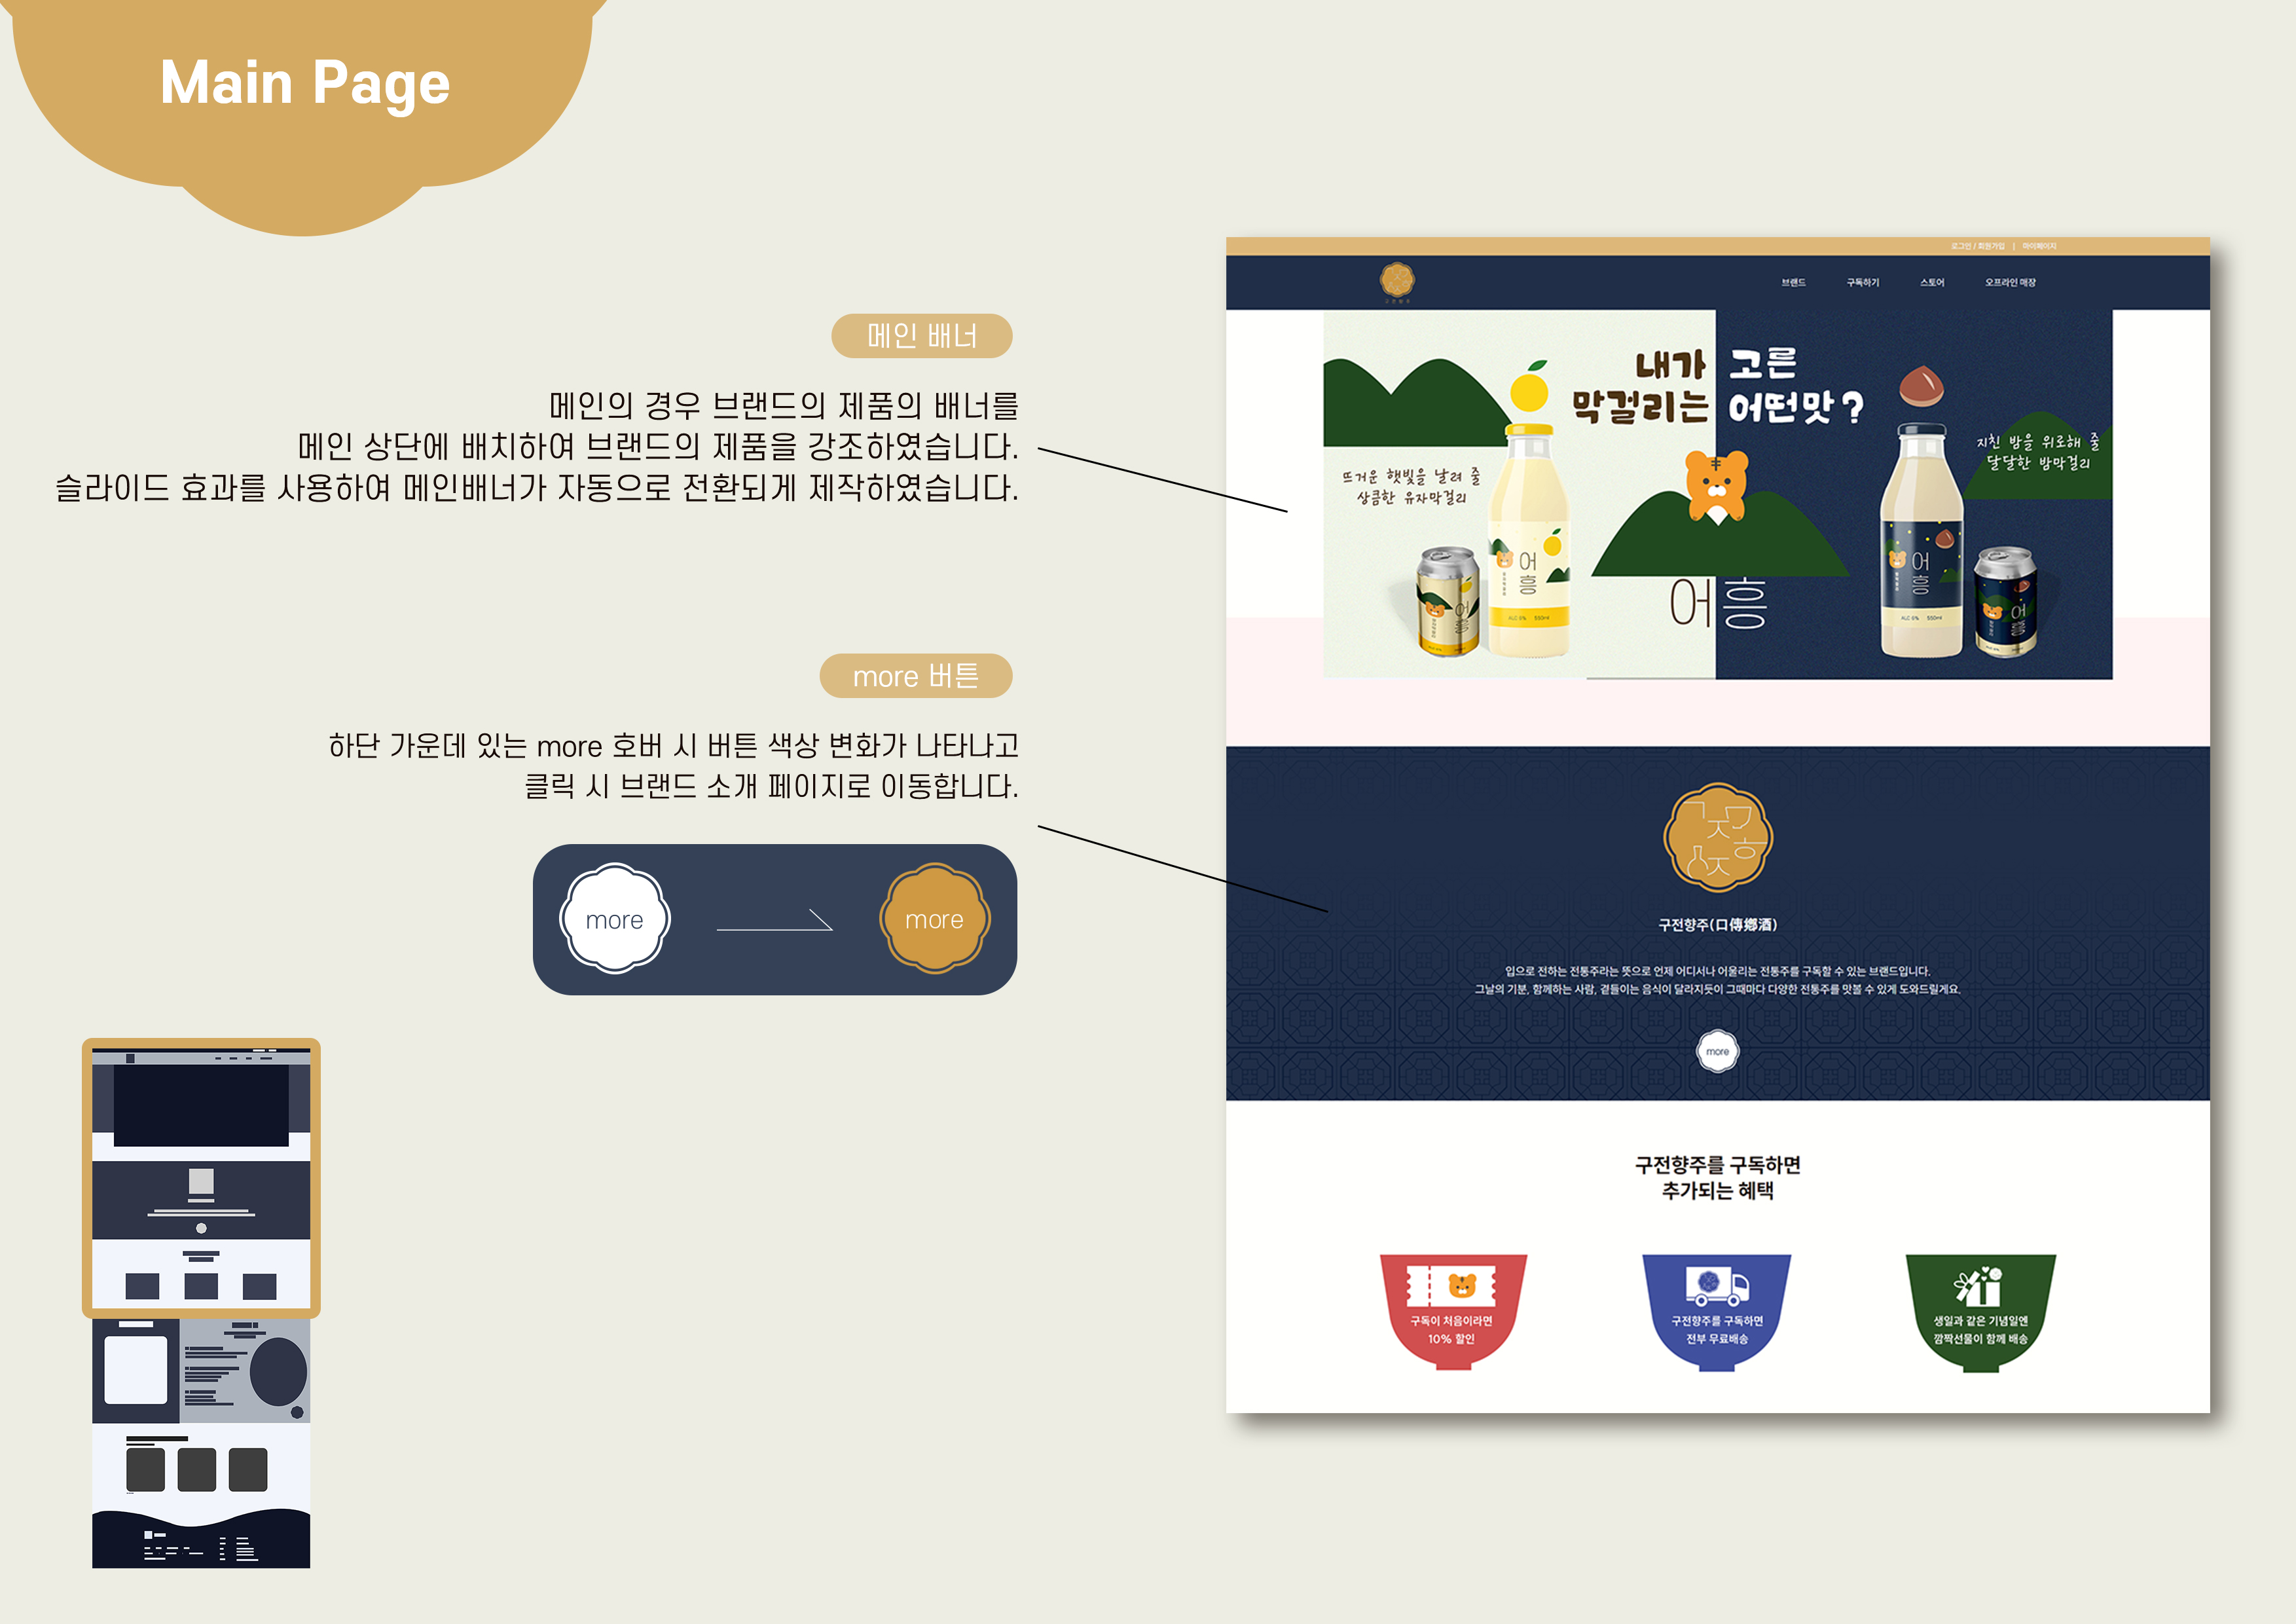 Main Page
메인 배너
메인의 경우 브랜드의 제품의 배너를
메인 상단에 배치하여 브랜드의 제품을 강조하였습니다.
슬라이드 효과를 사용하여 메인배너가 자동으로 전환되게 제작하였습니다.
more 버튼
하단 가운데 있는 more 호버 시 버튼 색상 변화가 나타나고
클릭 시 브랜드 소개 페이지로 이동합니다.
more
more
로그인 / 회원가입 | 마이페이지
구전향주
브랜드 구독하기 스토어 오프라인 매장
내가 고른
막걸리는 어떤맛?
뜨거운 햇빛을 날려 줄
상큼한 유자막걸리
지친 밤을 위로해 줄
달달한 밤막걸리
어흥
어흥
ALC 6% 550ml
어흥
어흥
ALC 6% 550ml
어흥
구전향주(口傳鄕酒)
입으로 전하는 전통주라는 뜻으로 언제 어디서나 어울리는 전통주를 구독할 수 있는 브랜드입니다.
그날의 기분, 함께하는 사람, 곁들이는 음식이 달라지듯이 그때마다 다양한 전통주를 맛볼 수 있게 도와드릴게요.
more
구전향주를 구독하면
추가되는 혜택
구독이 처음이라면
10% 할인
구전향주를 구독하면
전부 무료배송
생일과 같은 기념일엔
깜짝선물이 함께 배송